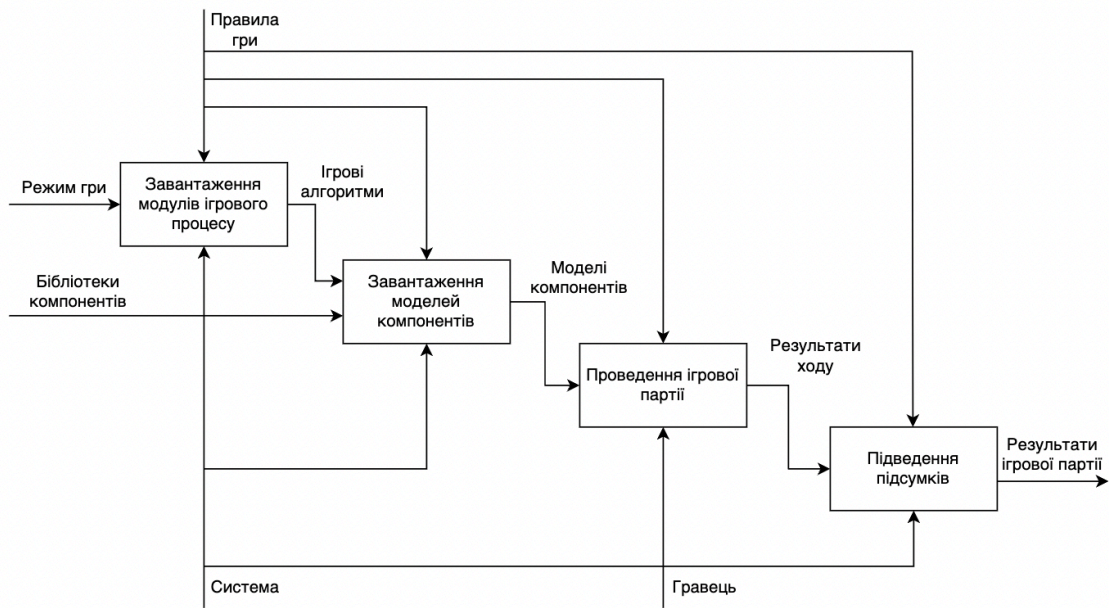 Правила
гри
Режим гри
Завантаження
модулів ігрового
процесу
Ігрові
алгоритми
Бібліотеки
компонентів
Завантаження
моделей
компонентів
Моделі
компонентів
Проведення ігрової
партії
Результати
ходу
Підведення
підсумків
Результати
ігрової партії
Система
Гравець